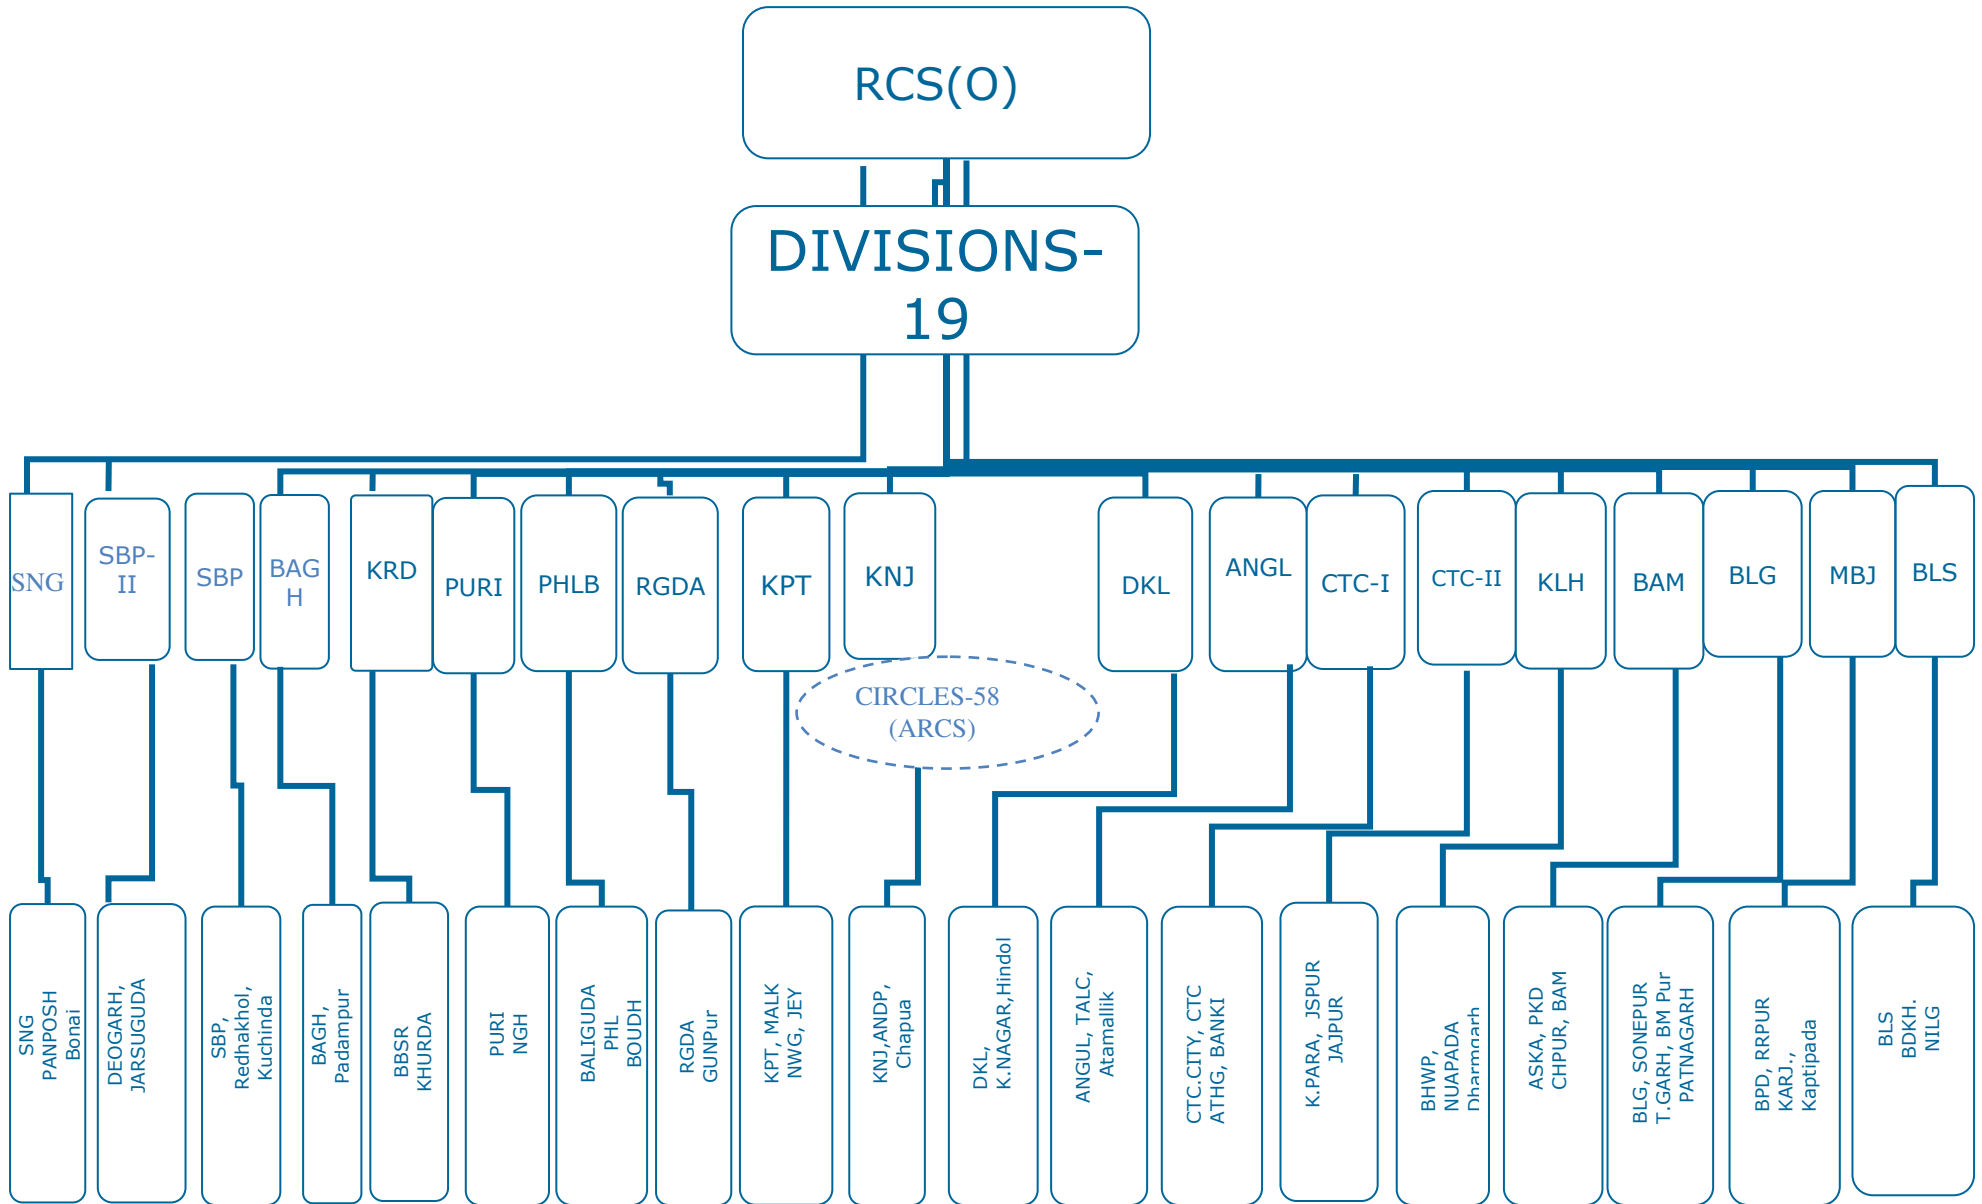 RCS(O)
DIVISIONS-
19
SNG
SBP-
II
SBP
BAG
H
KRD
PURI
PHLB
RGDA
KPT
KNJ
DKL
ANGL
CTC-I
CTC-II
KLH
BAM
BLG
MBJ
BLS
CIRCLES-58
(ARCS)
SNG
PANPOSH
Bonai
DEOGARH,
JARSUGUDA
SBP,
Redhakhol,
Kuchinda
BAGH,
Padampur
BBSR
KHURDA
PURI
NGH
BALIGUDA
PHL
BOUDH
RGDA
GUNPur
KPT, MALK
NWG, JEY
KNJ,ANDP,
Chapua
DKL,
K.NAGAR,Hindol
ANGUL, TALC,
Atamallik
CTC.CITY, CTC
ATHG, BANKI
K.PARA, JSPUR
JAJPUR
BHWP,
NUAPADA
Dharmgarh
ASKA, PKD
CHPUR, BAM
BLG, SONEPUR
T.GARH, BM Pur
PATNAGARH
BPD, RRPUR
KARJ.,
Kaptipada
BLS
BDKH.
NILG